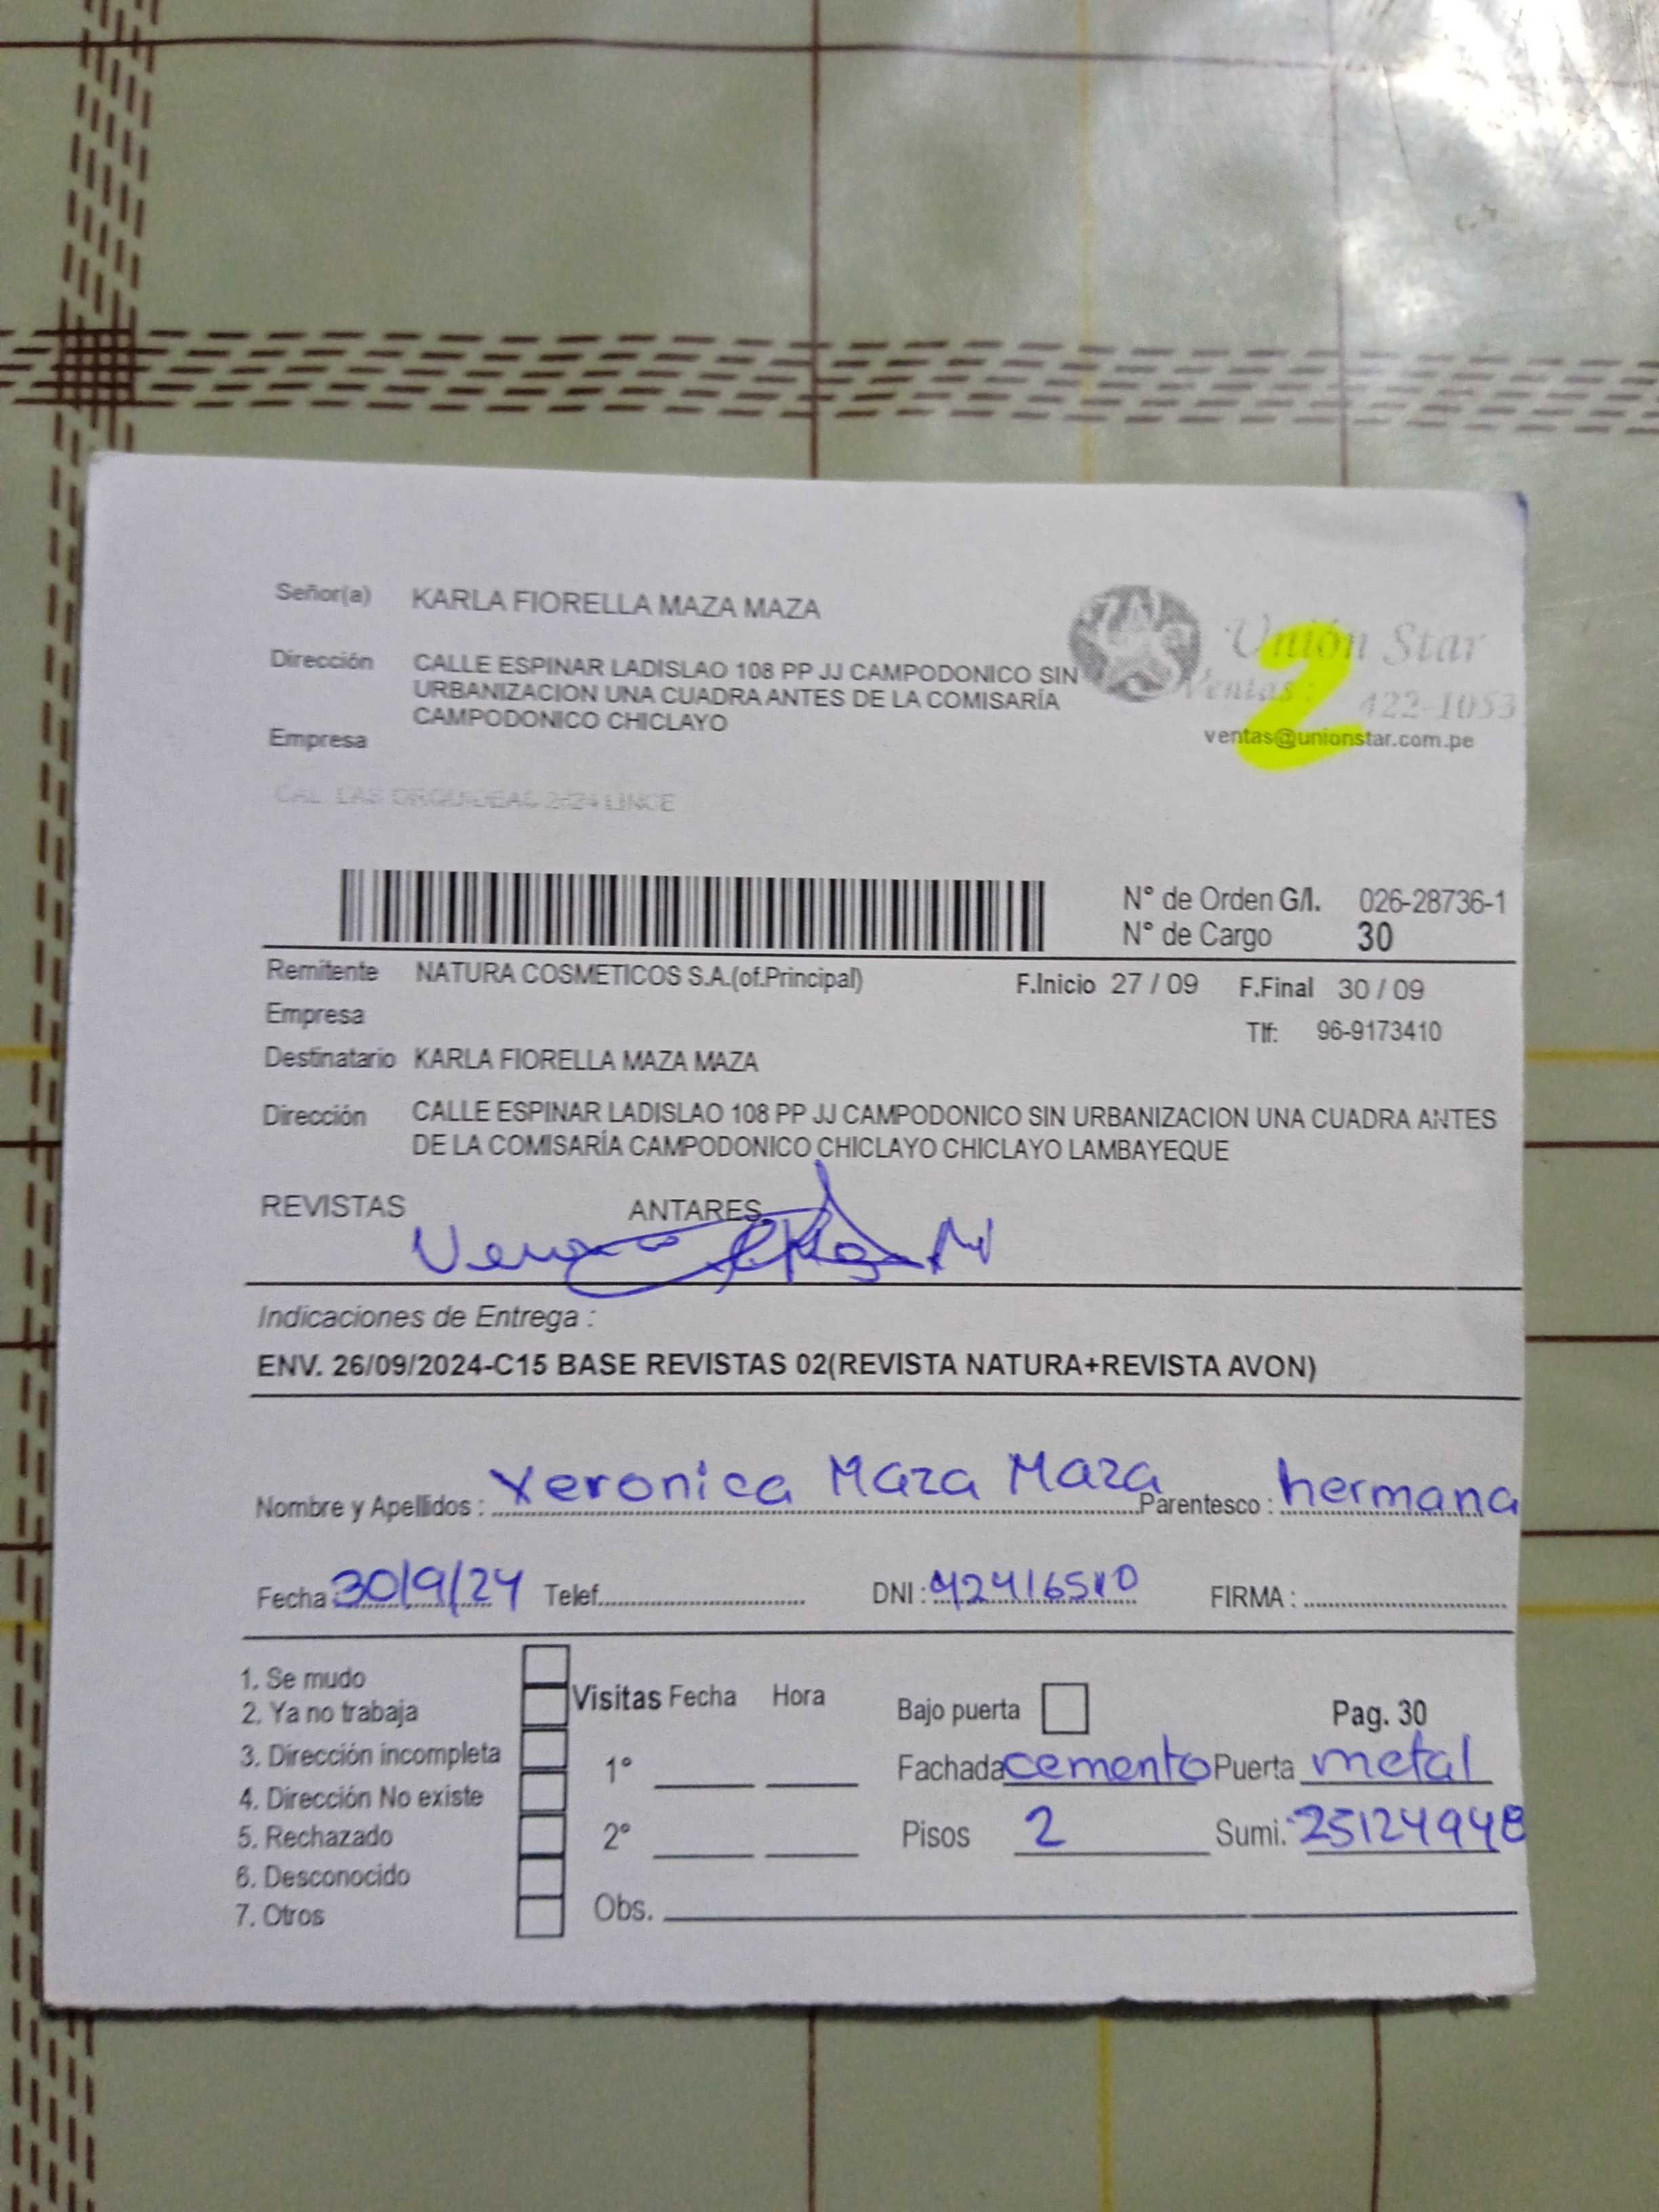 Señor(a) KARLA FIORELLA MAZA MAZA
Dirección CALLE ESPINAR LADISLAO 108 PP JJ CAMPODONICO SIN
URBANIZACION UNA CUADRA ANTES DE LA COMISARÍA
CAMPODONICO CHICLAYO
Empresa
Unión Star
Ventas: 422-1053
ventas@unionstar.com.pe
2
CAL. LAS ORQUIDEAS 2624 LINCE
N° de Orden G/I. 026-28736-1
N° de Cargo 30
Remitente NATURA COSMETICOS S.A.(of.Principal) F.Inicio 27 / 09 F.Final 30 / 09
Empresa Tlf: 96-9173410
Destinatario KARLA FIORELLA MAZA MAZA
Dirección CALLE ESPINAR LADISLAO 108 PP JJ CAMPODONICO SIN URBANIZACION UNA CUADRA ANTES
DE LA COMISARÍA CAMPODONICO CHICLAYO CHICLAYO LAMBAYEQUE
REVISTAS ANTARES
Indicaciones de Entrega :
ENV. 26/09/2024-C15 BASE REVISTAS 02(REVISTA NATURA+REVISTA AVON)
Nombre y Apellidos : Veronica Maza Maza Parentesco : hermana
Fecha 30/9/24 Telef. DNI : FIRMA :
1. Se mudo
2. Ya no trabaja
3. Dirección incompleta
4. Dirección No existe
5. Rechazado
6. Desconocido
7. Otros
Visitas Fecha Hora
1°
2°
Bajo puerta Pag. 30
Fachada cemento Puerta metal
Pisos 2 Sumi. 25124948
Obs.